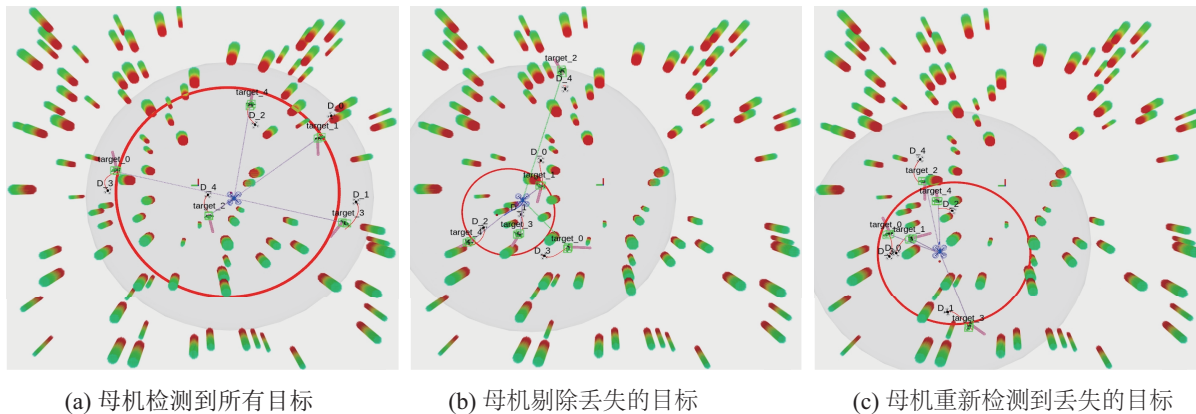 target_4
D_2
D_0
target_1
target_0
D_3
D_4
target_2
D_1
target_3
target_2
D_4
D_0
target_1
D_1
D_2
target_4
target_3
target_0
D_3
D_4
target_2
target_4
D_2
target_0
target_1
D_0
D_1
target_3
(a) 母机检测到所有目标
(b) 母机剔除丢失的目标
(c) 母机重新检测到丢失的目标